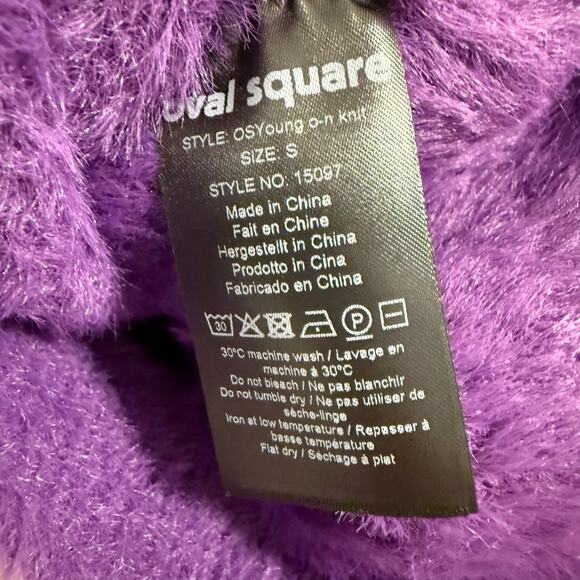 oval square
STYLE: OSYoung o-n knit
SIZE: S
STYLE NO: 15097
Made in China
Fait en Chine
Hergestellt in China
Prodotto in Cina
Fabricado en China
30 P
30°C machine wash / Lavage en
machine à 30°C
Do not bleach / Ne pas blanchir
Do not tumble dry / Ne pas utiliser de
sèche-linge
Iron at low temperature / Repasser à
basse température
Flat dry / Séchage à plat